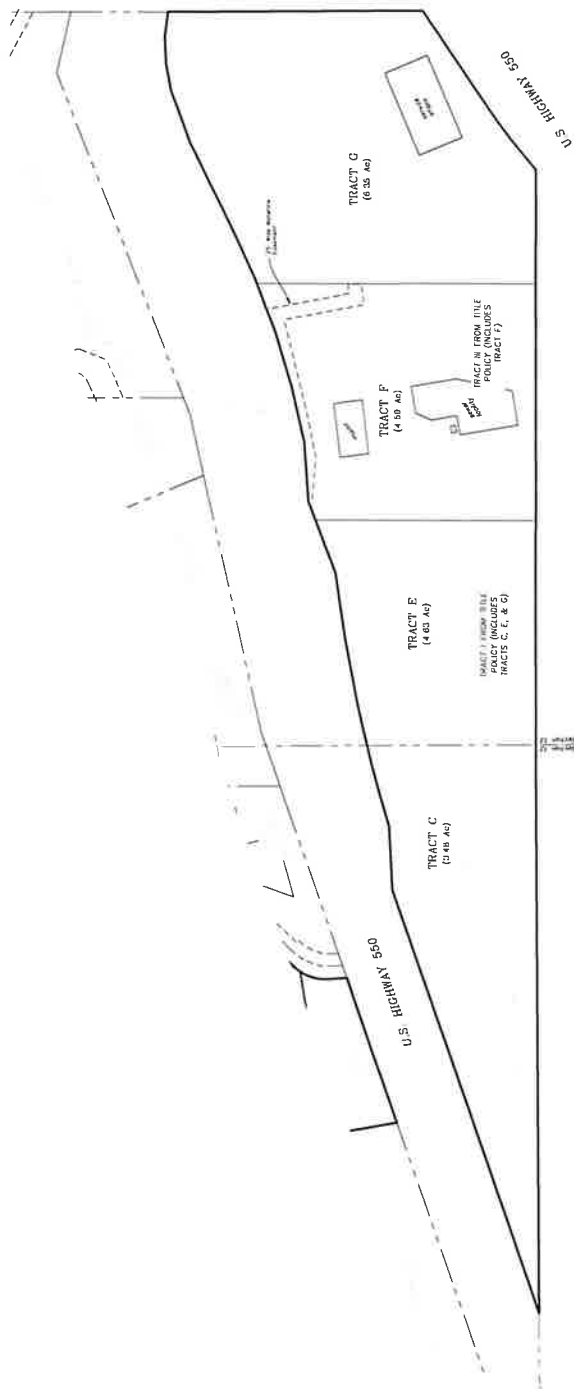 U.S. HIGHWAY 550
TRACT G
(6.35 Ac)
TRACT F
(4.50 Ac)
TRACT III FROM TITLE
POLICY (INCLUDES
TRACT F)
TRACT E
(4.63 Ac)
TRACT I FROM TITLE
POLICY (INCLUDES
TRACTS C, E, & G)
TRACT C
(3.48 Ac)
U.S. HIGHWAY 550